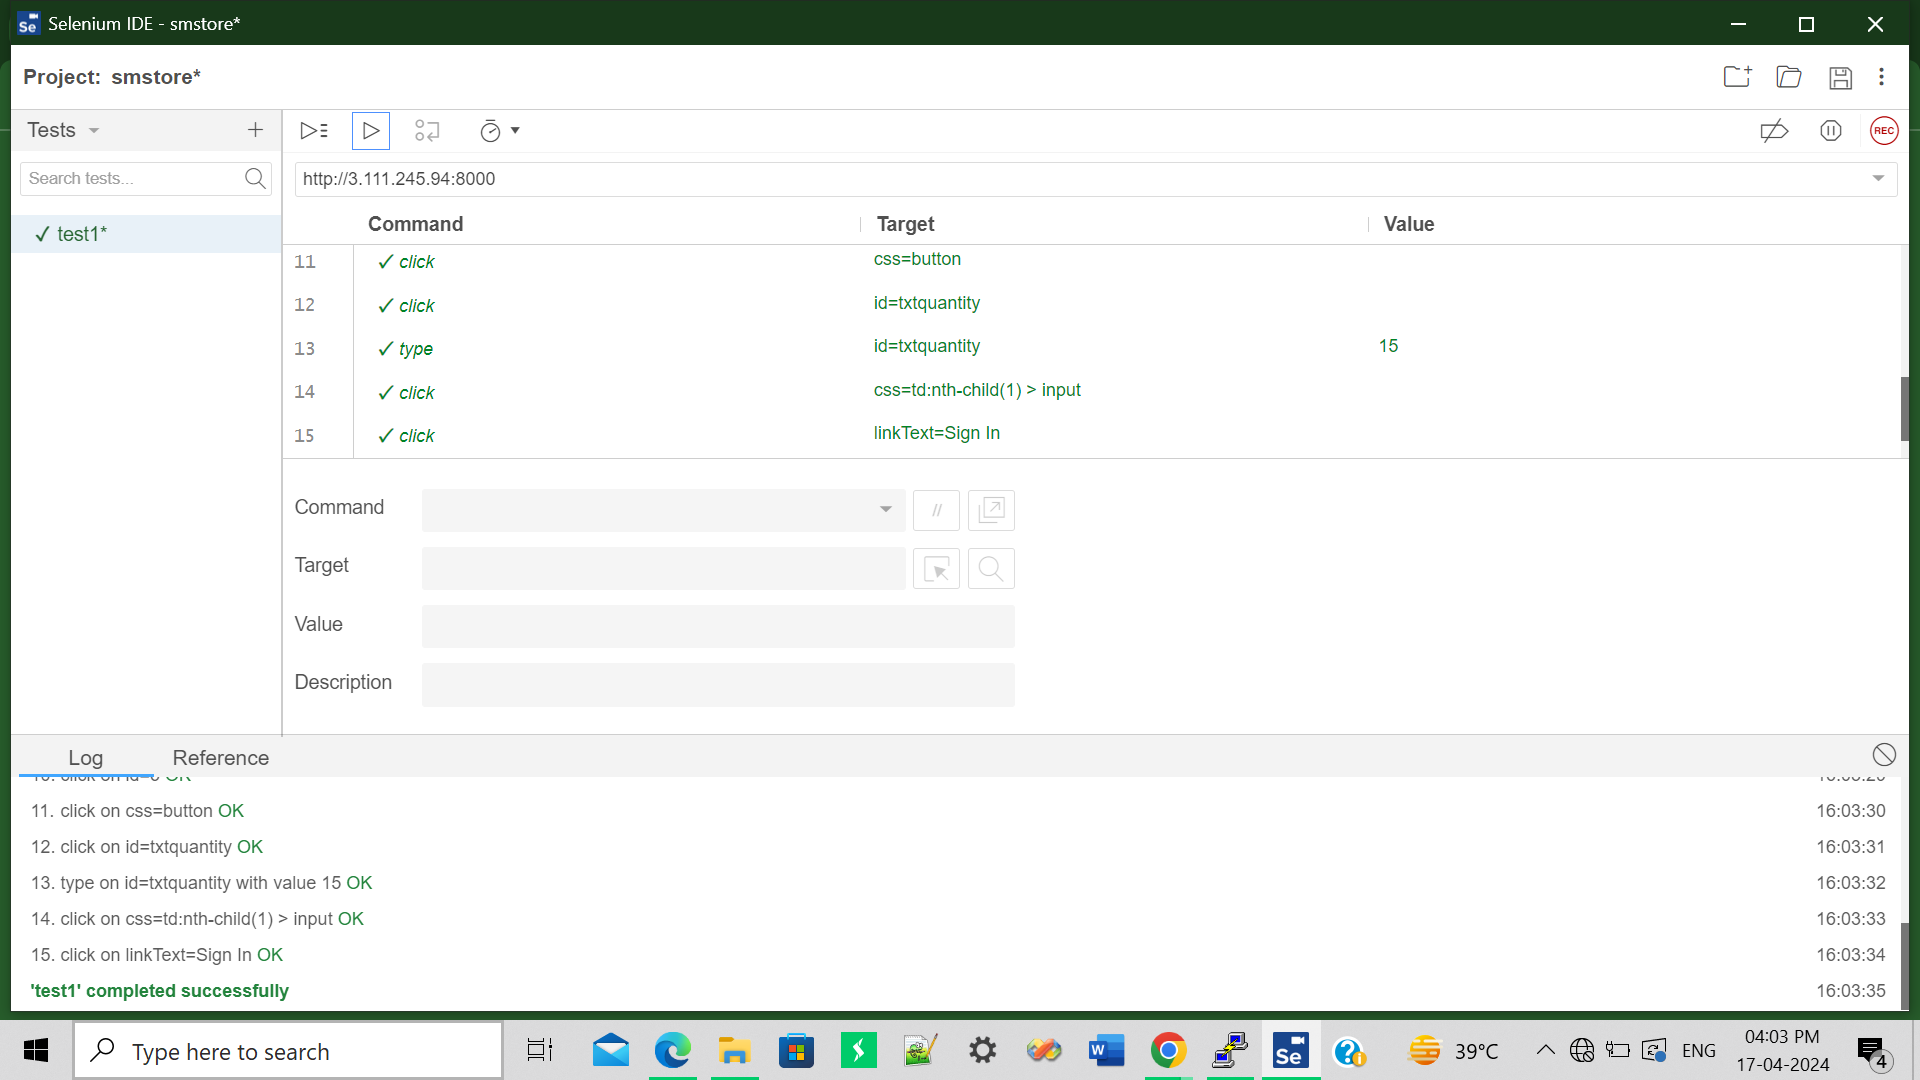 Selenium IDE - smstore*
Project: smstore*
Tests
REC
Search tests...
http://3.111.245.94:8000
✓ test1*
Command Target Value
11 ✓ click css=button
12 ✓ click id=txtquantity
13 ✓ type id=txtquantity 15
14 ✓ click css=td:nth-child(1) > input
15 ✓ click linkText=Sign In
Command //
Target
Value
Description
Log Reference
11. click on css=button OK 16:03:30
12. click on id=txtquantity OK 16:03:31
13. type on id=txtquantity with value 15 OK 16:03:32
14. click on css=td:nth-child(1) > input OK 16:03:33
15. click on linkText=Sign In OK 16:03:34
'test1' completed successfully 16:03:35
Type here to search
39°C
ENG
04:03 PM
17-04-2024
4